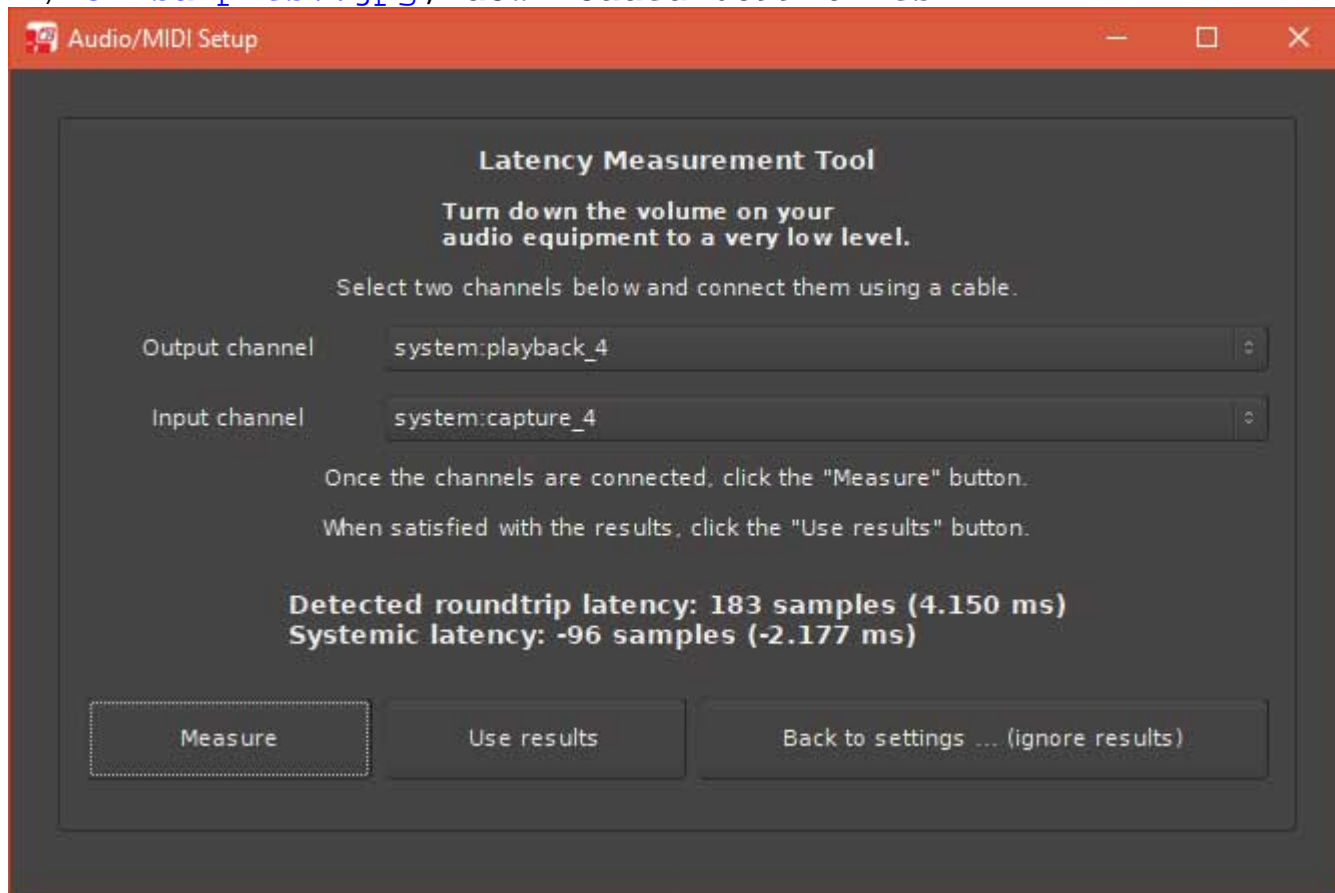 Audio/MIDI Setup
Latency Measurement Tool
Turn down the volume on your
audio equipment to a very low level.
Select two channels below and connect them using a cable.
Output channel system:playback_4
Input channel system:capture_4
Once the channels are connected, click the "Measure" button.
When satisfied with the results, click the "Use results" button.
Detected roundtrip latency: 183 samples (4.150 ms)
Systemic latency: -96 samples (-2.177 ms)
Measure Use results Back to settings ... (ignore results)